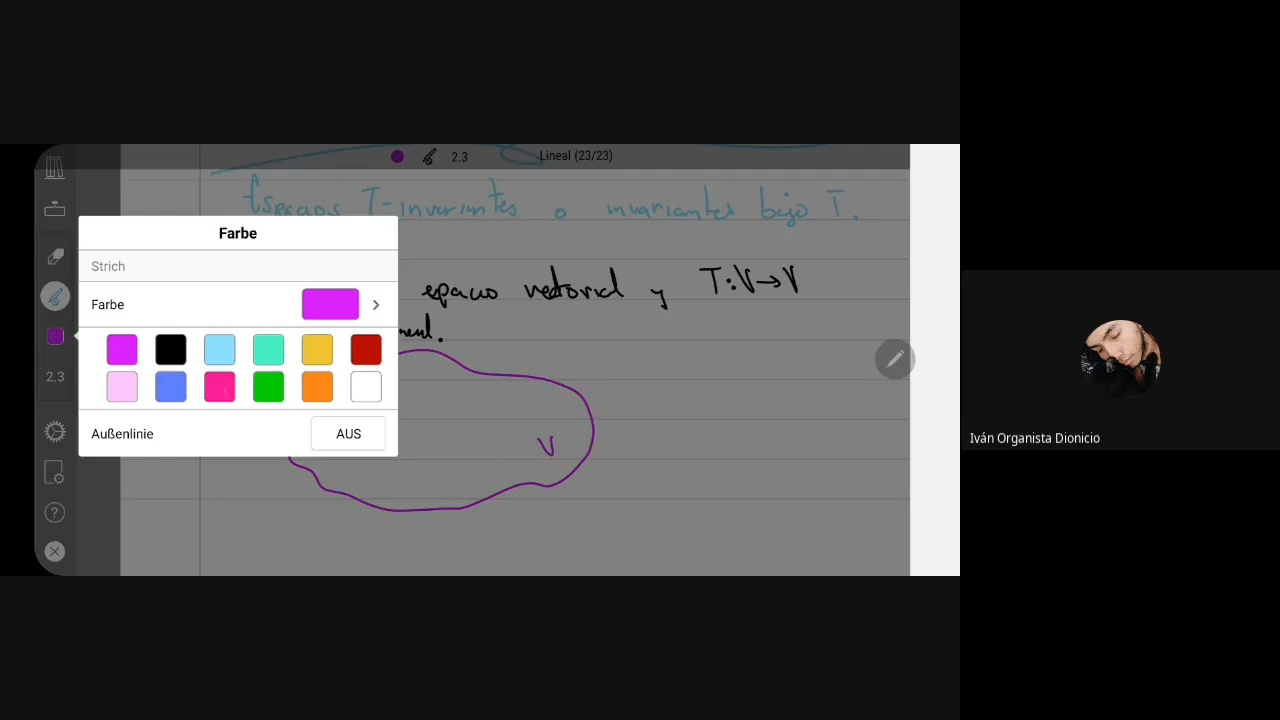 2.3 Lineal (23/23)
Espacios T-invariantes o invariantes bajo T.
Farbe
Strich
espacio vectorial y T:V→V
Farbe
2.3
V
Außenlinie AUS
?
Iván Organista Dionicio